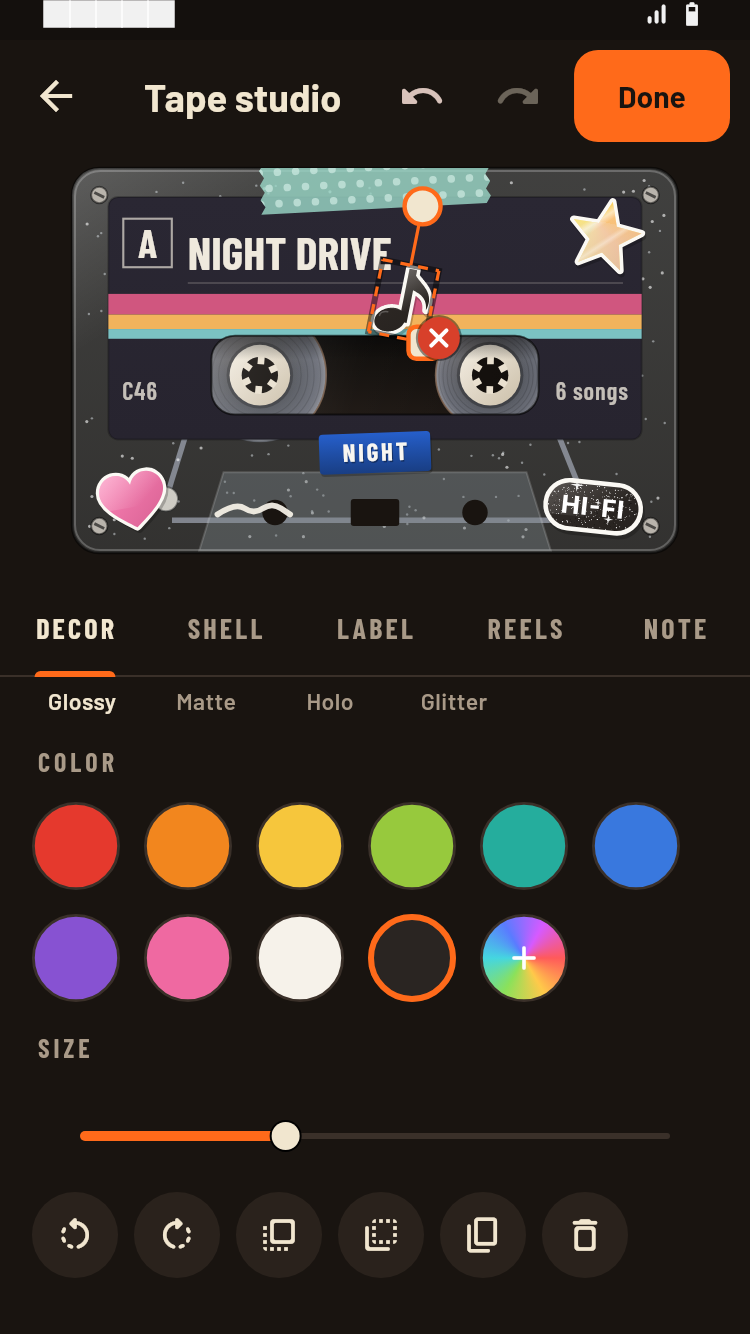 Tape studio
Done
A
NIGHT DRIVE
C46
6 songs
NIGHT
HI-FI
DECOR
SHELL
LABEL
REELS
NOTE
Glossy
Matte
Holo
Glitter
COLOR
SIZE